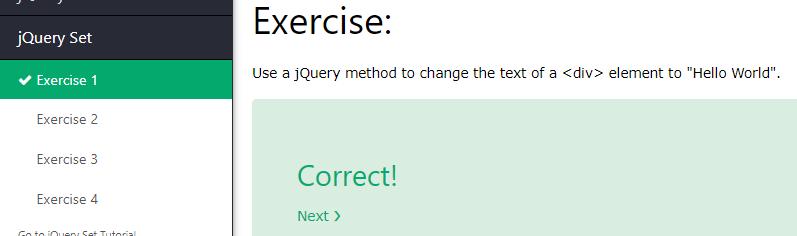 jQuery Set
Exercise 1
Exercise 2
Exercise 3
Exercise 4
Go to jQuery Set Tutorial
Exercise:
Use a jQuery method to change the text of a <div> element to "Hello World".
Correct!
Next ❯